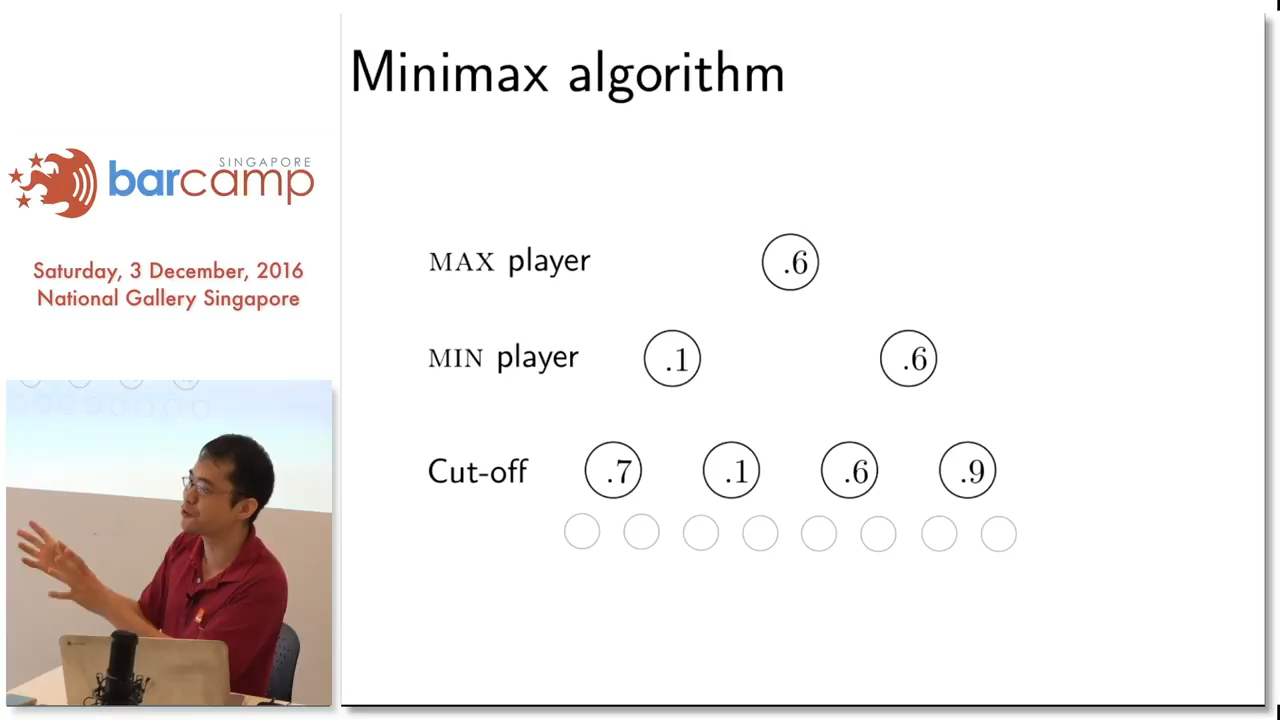 Minimax algorithm
SINGAPORE
barcamp
Saturday, 3 December, 2016
National Gallery Singapore
MAX player
.6
MIN player
.1
.6
Cut-off
.7
.1
.6
.9